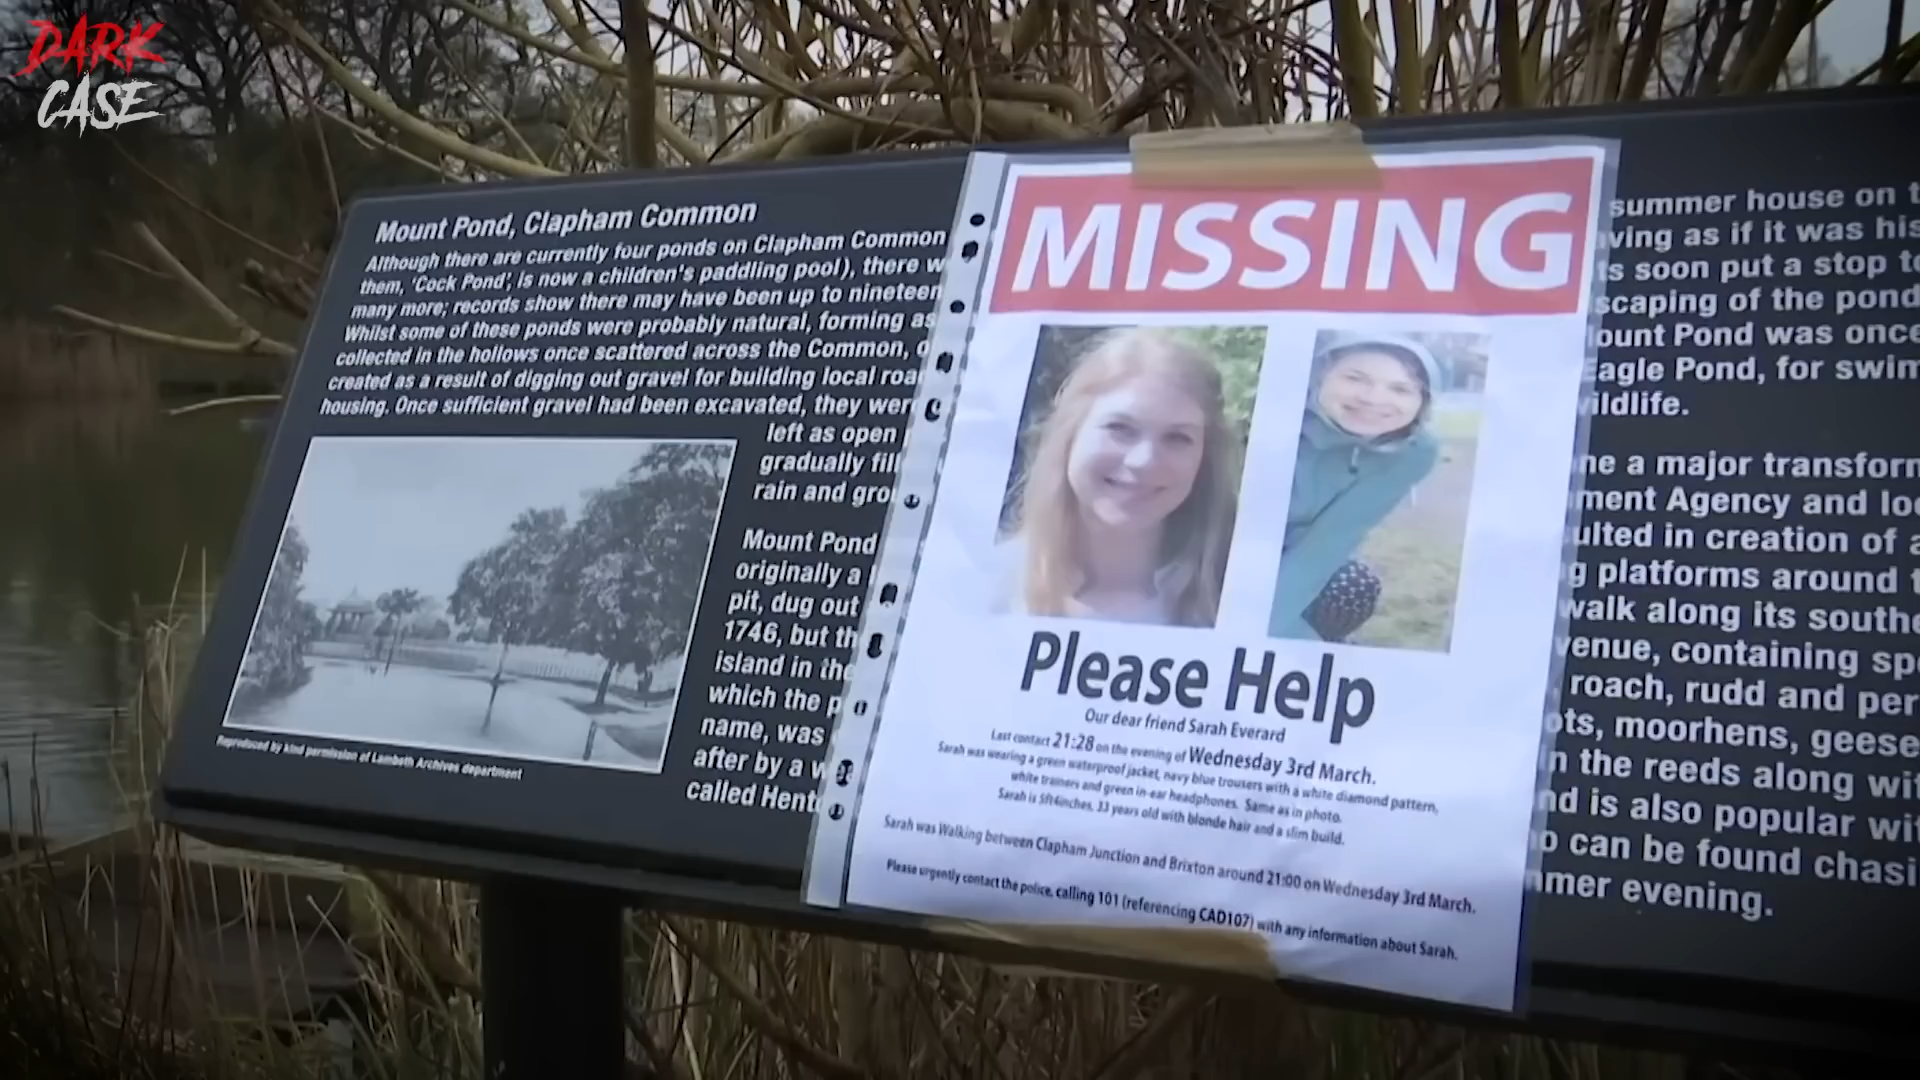 DARK
CASE
Mount Pond, Clapham Common
Although there are currently four ponds on Clapham Common
them, 'Cock Pond', is now a children's paddling pool), there w
many more; records show there may have been up to nineteen
Whilst some of these ponds were probably natural, forming as
collected in the hollows once scattered across the Common, o
created as a result of digging out gravel for building local roa
housing. Once sufficient gravel had been excavated, they wer
left as open
gradually fill
rain and gro
Mount Pond
originally a
pit, dug out
1746, but th
island in the
which the p
name, was
after by a w
called Hent
Reproduced by kind permission of Lambeth Archives department
MISSING
Please Help
Our dear friend Sarah Everard
Last contact 21:28 on the evening of Wednesday 3rd March.
Sarah was wearing a green waterproof jacket, navy blue trousers with a white diamond pattern,
white trainers and green in-ear headphones. Same as in photo.
Sarah is 5ft4inches, 33 years old with blonde hair and a slim build.
Sarah was Walking between Clapham Junction and Brixton around 21:00 on Wednesday 3rd March.
Please urgently contact the police, calling 101 (referencing CAD107) with any information about Sarah.
summer house on t
ving as if it was his
ts soon put a stop to
scaping of the pond
ount Pond was once
Eagle Pond, for swim
wildlife.
ne a major transform
ment Agency and loc
ulted in creation of a
g platforms around t
walk along its southe
venue, containing spe
roach, rudd and per
ots, moorhens, geese
n the reeds along wit
nd is also popular wit
o can be found chasi
mmer evening.